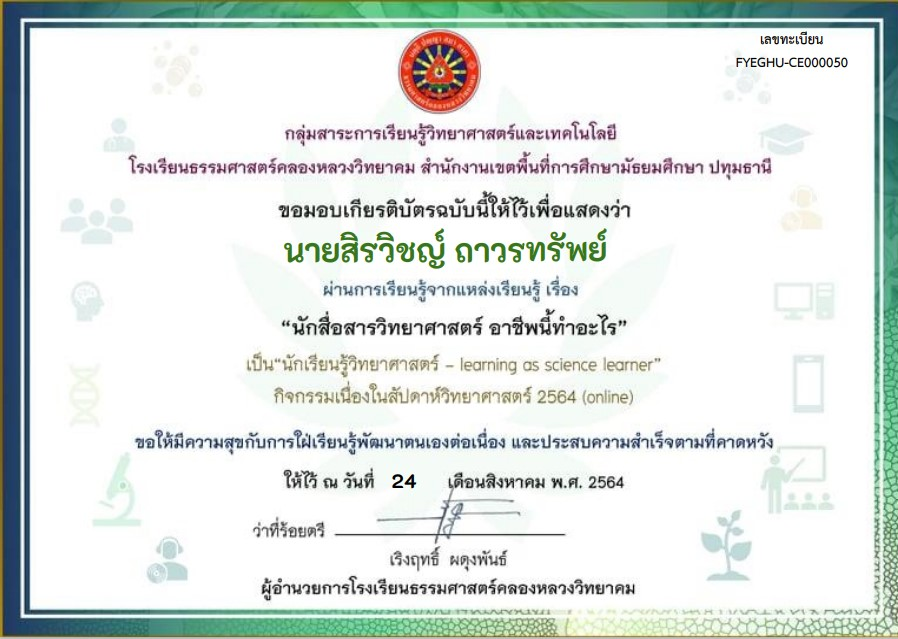 เลขทะเบียน
FYEGHU-CE000050
กลุ่มสาระการเรียนรู้วิทยาศาสตร์และเทคโนโลยี
โรงเรียนธรรมศาสตร์คลองหลวงวิทยาคม สำนักงานเขตพื้นที่การศึกษามัธยมศึกษา ปทุมธานี
ขอมอบเกียรติบัตรฉบับนี้ให้ไว้เพื่อแสดงว่า
นายสิรวิชญ์ ถาวรทรัพย์
ผ่านการเรียนรู้จากแหล่งเรียนรู้ เรื่อง
“นักสื่อสารวิทยาศาสตร์ อาชีพนี้ทำอะไร”
เป็น“นักเรียนรู้วิทยาศาสตร์ – learning as science learner”
กิจกรรมเนื่องในสัปดาห์วิทยาศาสตร์ 2564 (online)
ขอให้มีความสุขกับการใฝ่เรียนรู้พัฒนาตนเองต่อเนื่อง และประสบความสำเร็จตามที่คาดหวัง
ให้ไว้ ณ วันที่ 24 เดือนสิงหาคม พ.ศ. 2564
ว่าที่ร้อยตรี
เริงฤทธิ์ ผดุงพันธ์
ผู้อำนวยการโรงเรียนธรรมศาสตร์คลองหลวงวิทยาคม